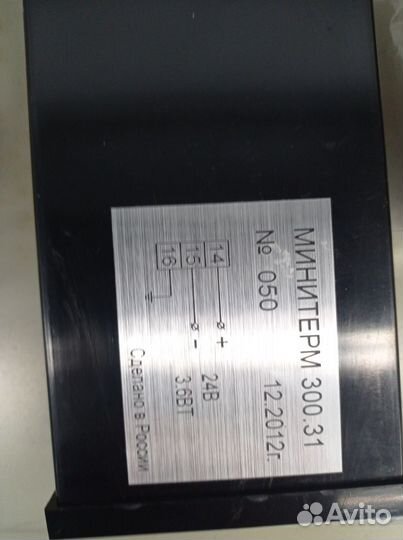 МИНИТЕРМ 300.31
№ 050 12.2012г.
14 + 24В
15 - 3.6ВТ
16
Сделано в России
Avito